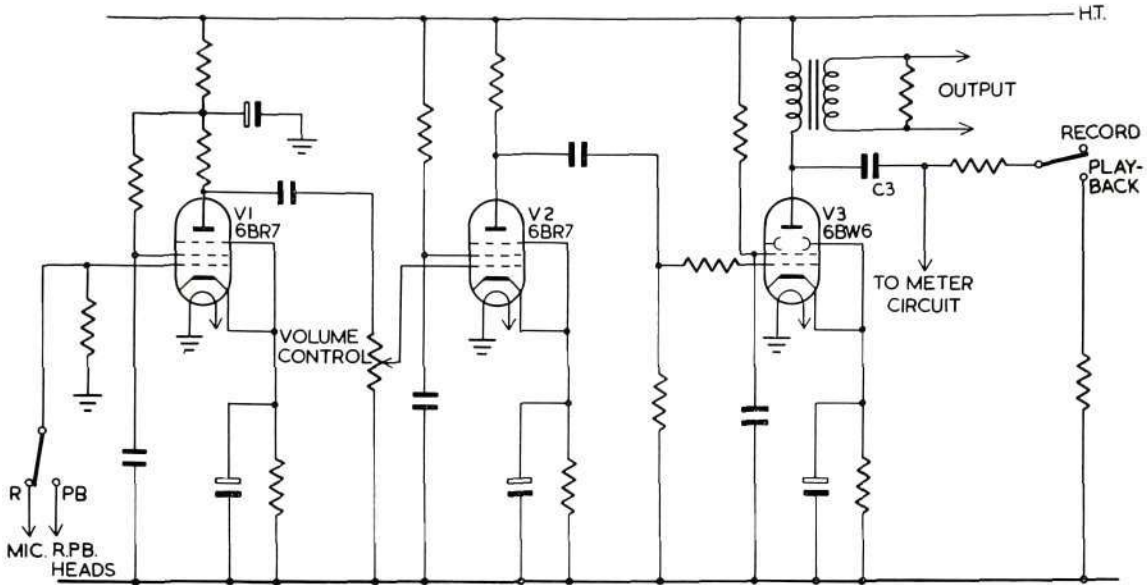 H.T.
OUTPUT
RECORD
PLAY-
BACK
C3
V1
6BR7
V2
6BR7
V3
6BW6
TO METER
CIRCUIT
VOLUME
CONTROL
R
PB
MIC. R.PB.
HEADS